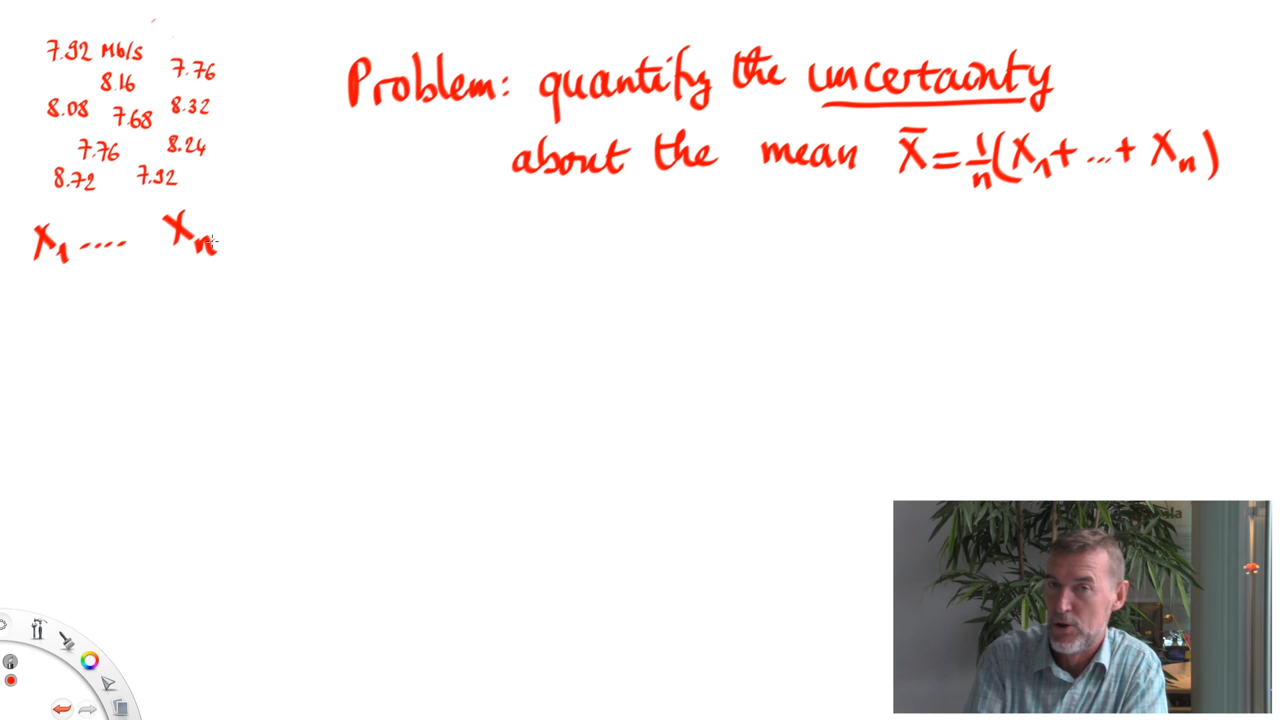 7.92 Mb/s
8.16
7.76
8.08
7.68
8.32
7.76
8.24
8.72
7.92
X₁ .... Xₙ
Problem: quantify the uncertainty
about the mean X̄ = 1/n (X₁ + ... + Xₙ)